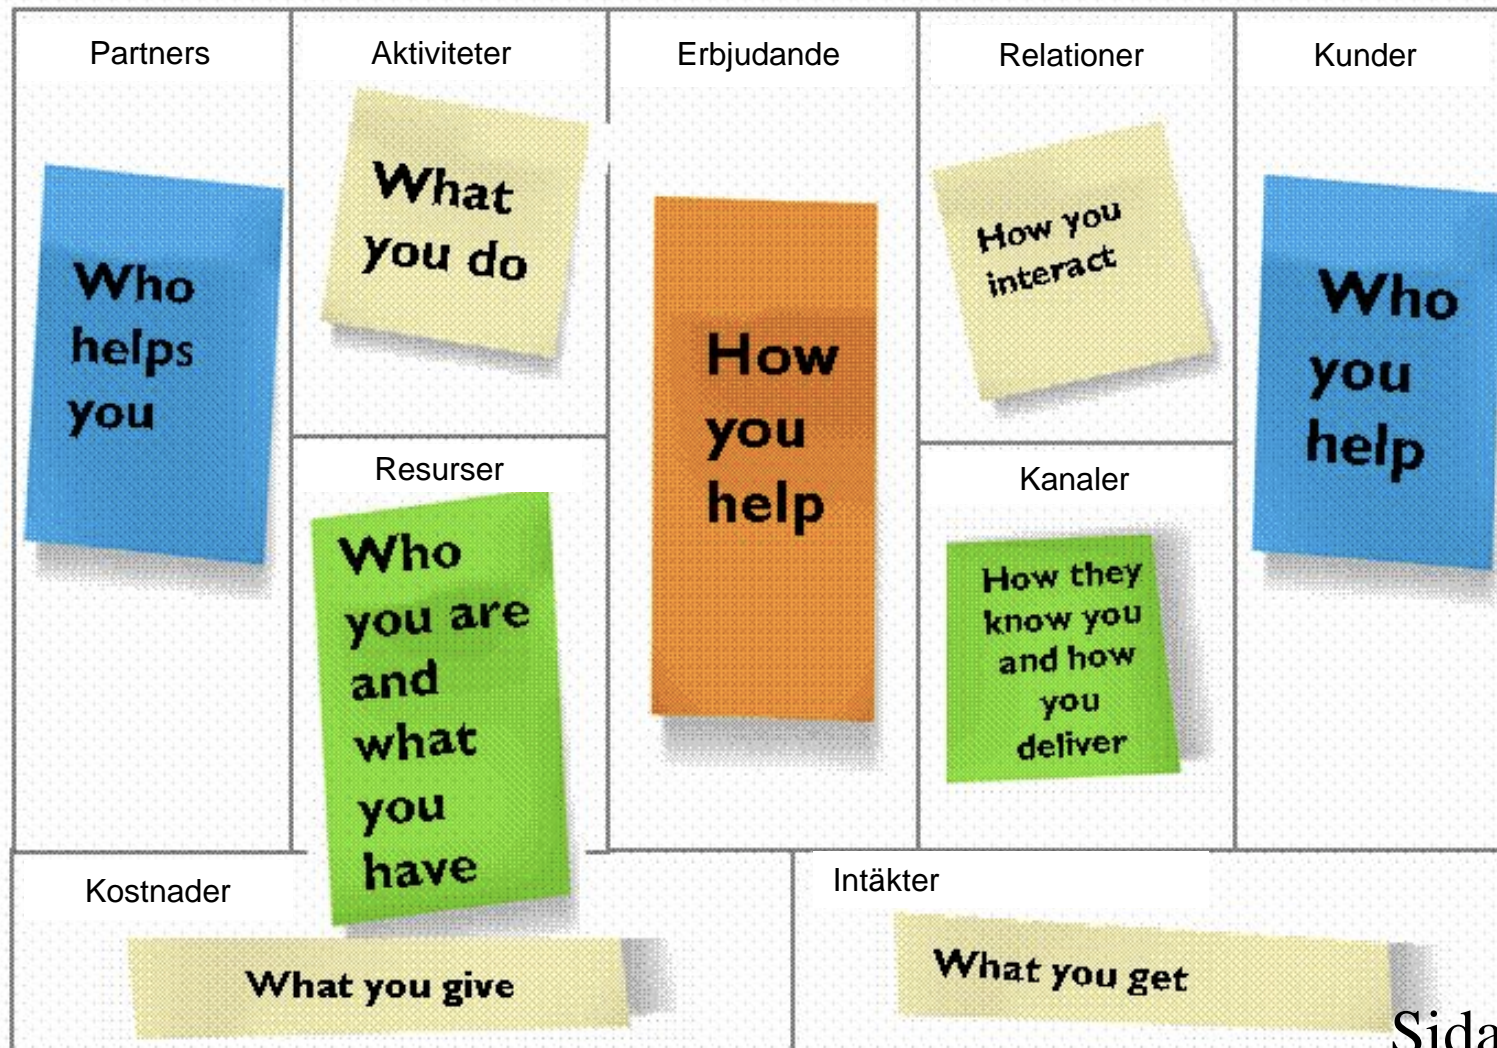 Partners
Who
helps
you
Aktiviteter
What
you do
Resurser
Who
you are
and
what
you
have
Erbjudande
How
you
help
Relationer
How you
interact
Kanaler
How they
know you
and how
you
deliver
Kunder
Who
you
help
Kostnader
What you give
Intäkter
What you get
Sida